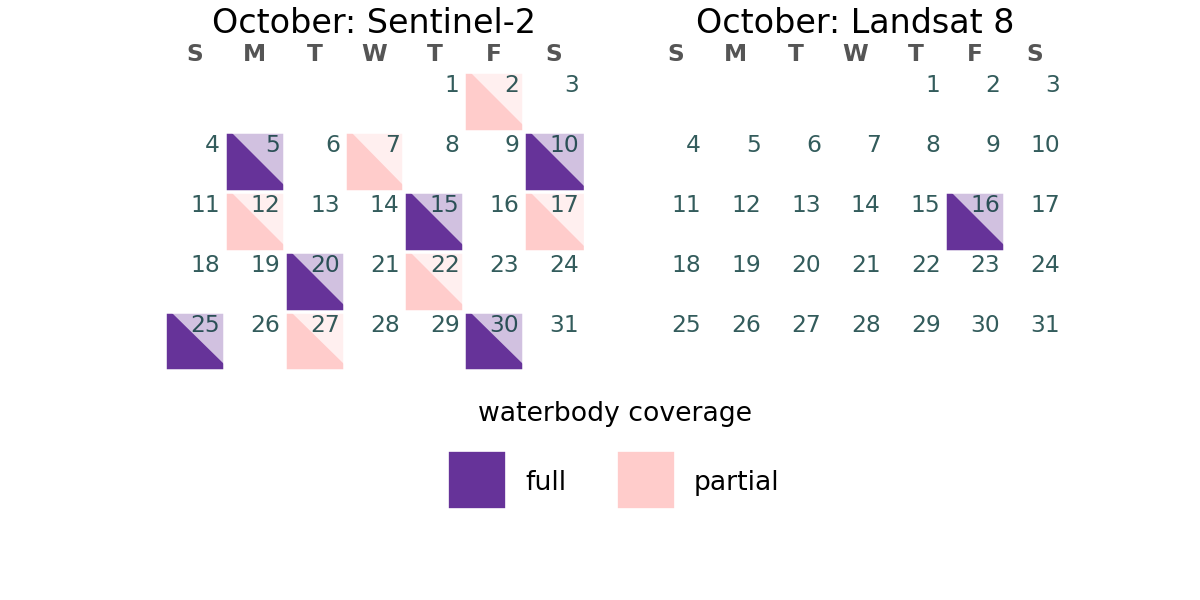 October: Sentinel-2
S M T W T F S
1 2 3
4 5 6 7 8 9 10
11 12 13 14 15 16 17
18 19 20 21 22 23 24
25 26 27 28 29 30 31
October: Landsat 8
S M T W T F S
1 2 3
4 5 6 7 8 9 10
11 12 13 14 15 16 17
18 19 20 21 22 23 24
25 26 27 28 29 30 31
waterbody coverage
full
partial